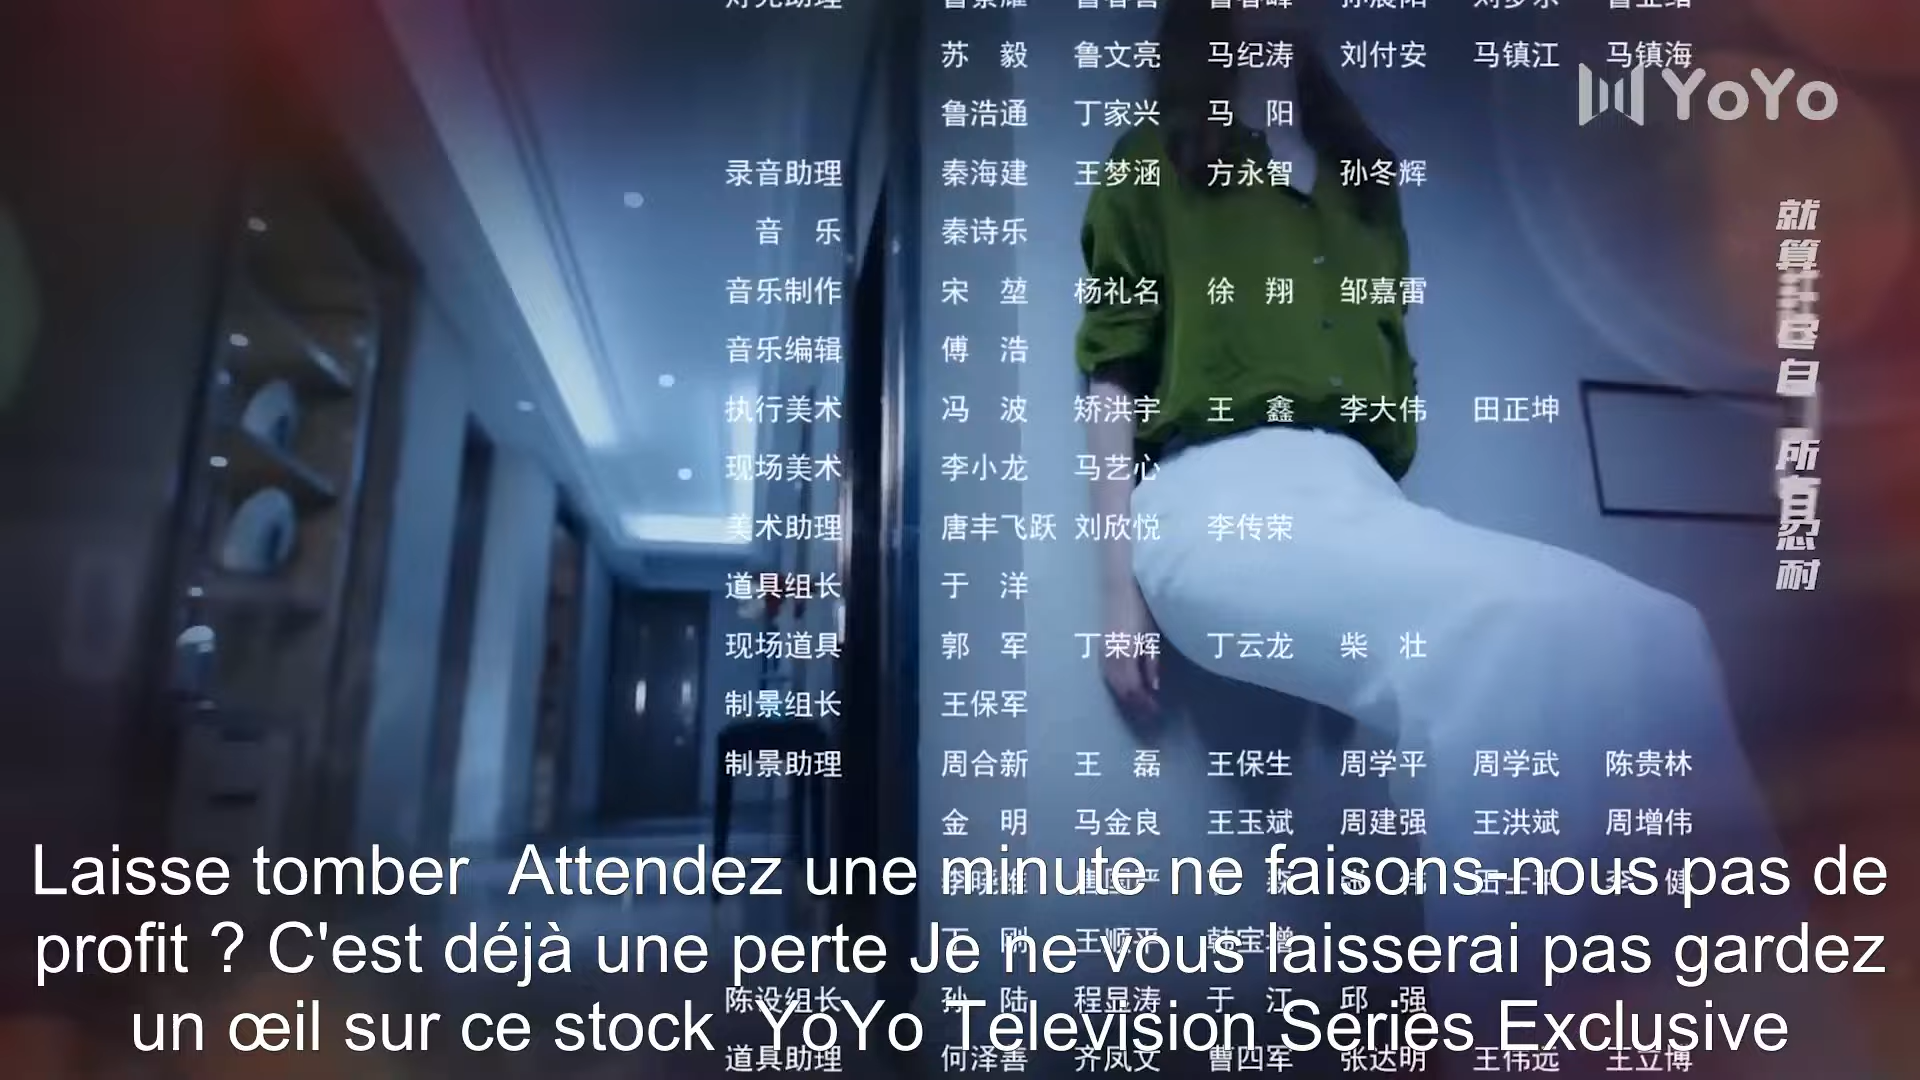 苏 毅 鲁文亮 马纪涛 刘付安 马镇江 马镇海
YoYo
鲁浩通 丁家兴 马 阳
录音助理 秦海建 王梦涵 方永智 孙冬辉
音 乐 秦诗乐
音乐制作 宋 堃 杨礼名 徐 翔 邹嘉雷
音乐编辑 傅 浩
执行美术 冯 波 矫洪宇 王 鑫 李大伟 田正坤
现场美术 李小龙 马艺心
美术助理 唐丰飞跃 刘欣悦 李传荣
道具组长 于 洋
现场道具 郭 军 丁荣辉 丁云龙 柴 壮
制景组长 王保军
制景助理 周合新 王 磊 王保生 周学平 周学武 陈贵林
金 明 马金良 王玉斌 周建强 王洪斌 周增伟
王顺平 韩宝增
陈设组长 孙 陆 程显涛 于 江 邱 强
道具助理 何泽善 齐凤文 曹四军 张达明 王伟远 王立博
就算 所有忍耐
Laisse tomber  Attendez une minute ne faisons-nous pas de
profit ? C'est déjà une perte Je ne vous laisserai pas gardez
un œil sur ce stock  YoYo Television Series Exclusive